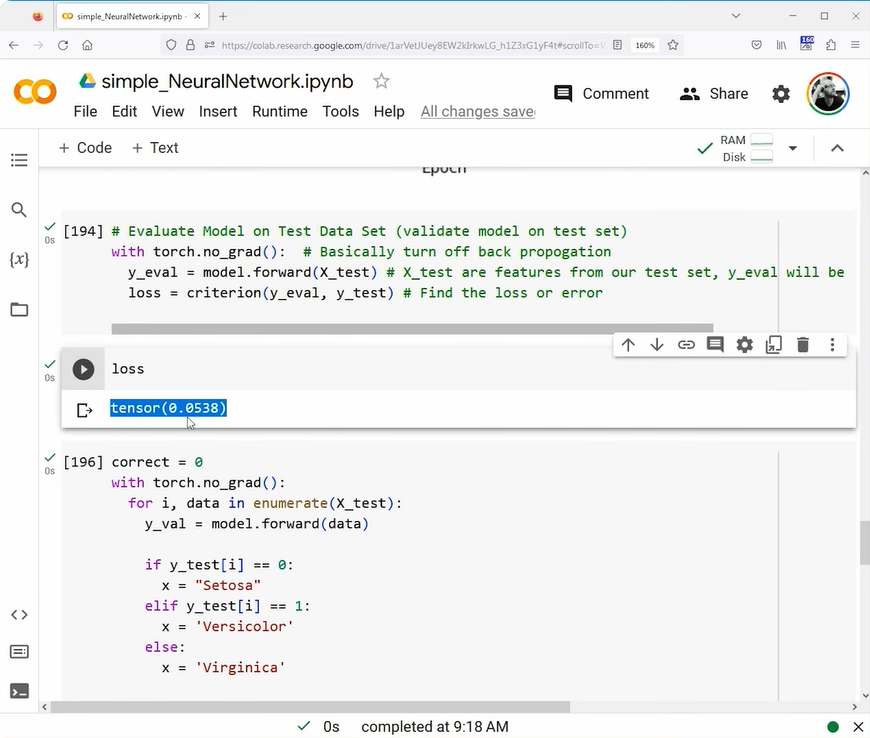 simple_NeuralNetwork.ipynb -
https://colab.research.google.com/drive/1arVetJUey8EW2kIrkwLG_h1Z3xG1yF4t#scrollTo=
160%
160
simple_NeuralNetwork.ipynb
Comment
Share
File Edit View Insert Runtime Tools Help All changes save
+ Code + Text
RAM
Disk
Epoch
[194] # Evaluate Model on Test Data Set (validate model on test set)
0s
with torch.no_grad():  # Basically turn off back propogation
y_eval = model.forward(X_test) # X_test are features from our test set, y_eval will be
loss = criterion(y_eval, y_test) # Find the loss or error
loss
0s
tensor(0.0538)
[196] correct = 0
0s
with torch.no_grad():
for i, data in enumerate(X_test):
y_val = model.forward(data)
if y_test[i] == 0:
x = "Setosa"
elif y_test[i] == 1:
x = 'Versicolor'
else:
x = 'Virginica'
{x}
0s completed at 9:18 AM